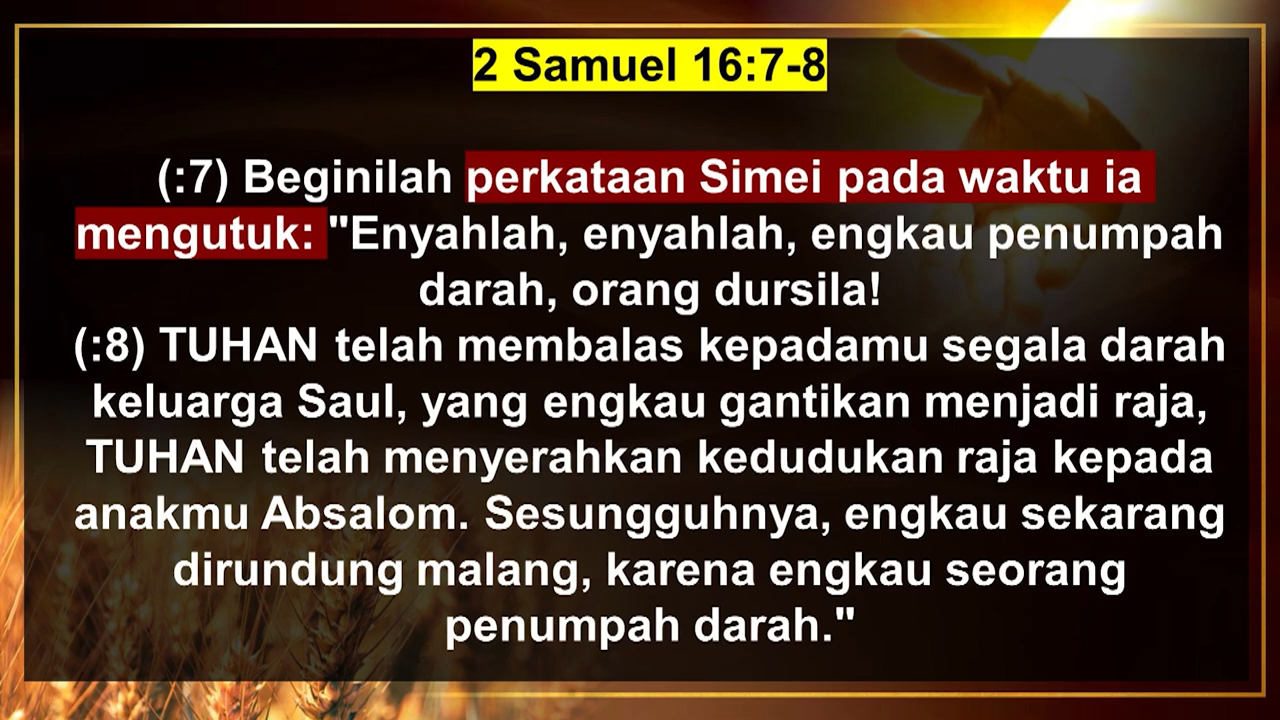 2 Samuel 16:7-8
(:7) Beginilah perkataan Simei pada waktu ia
mengutuk: "Enyahlah, enyahlah, engkau penumpah
darah, orang dursila!
(:8) TUHAN telah membalas kepadamu segala darah
keluarga Saul, yang engkau gantikan menjadi raja,
TUHAN telah menyerahkan kedudukan raja kepada
anakmu Absalom. Sesungguhnya, engkau sekarang
dirundung malang, karena engkau seorang
penumpah darah."